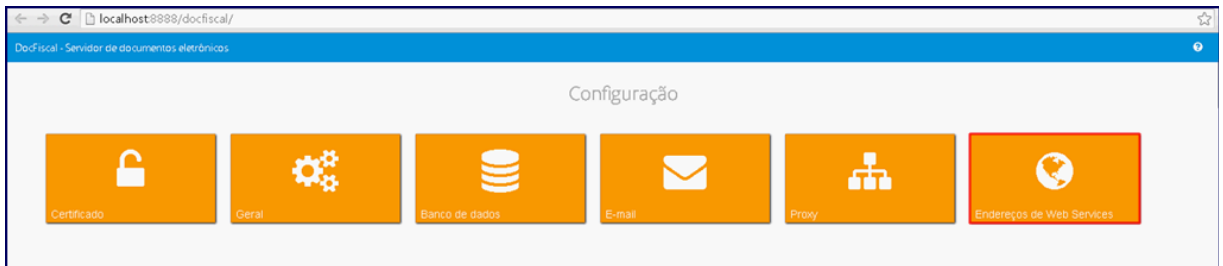 localhost:8888/docfiscal/
DocFiscal - Servidor de documentos eletrônicos
Configuração
Certificado
Geral
Banco de dados
E-mail
Proxy
Endereços de Web Services